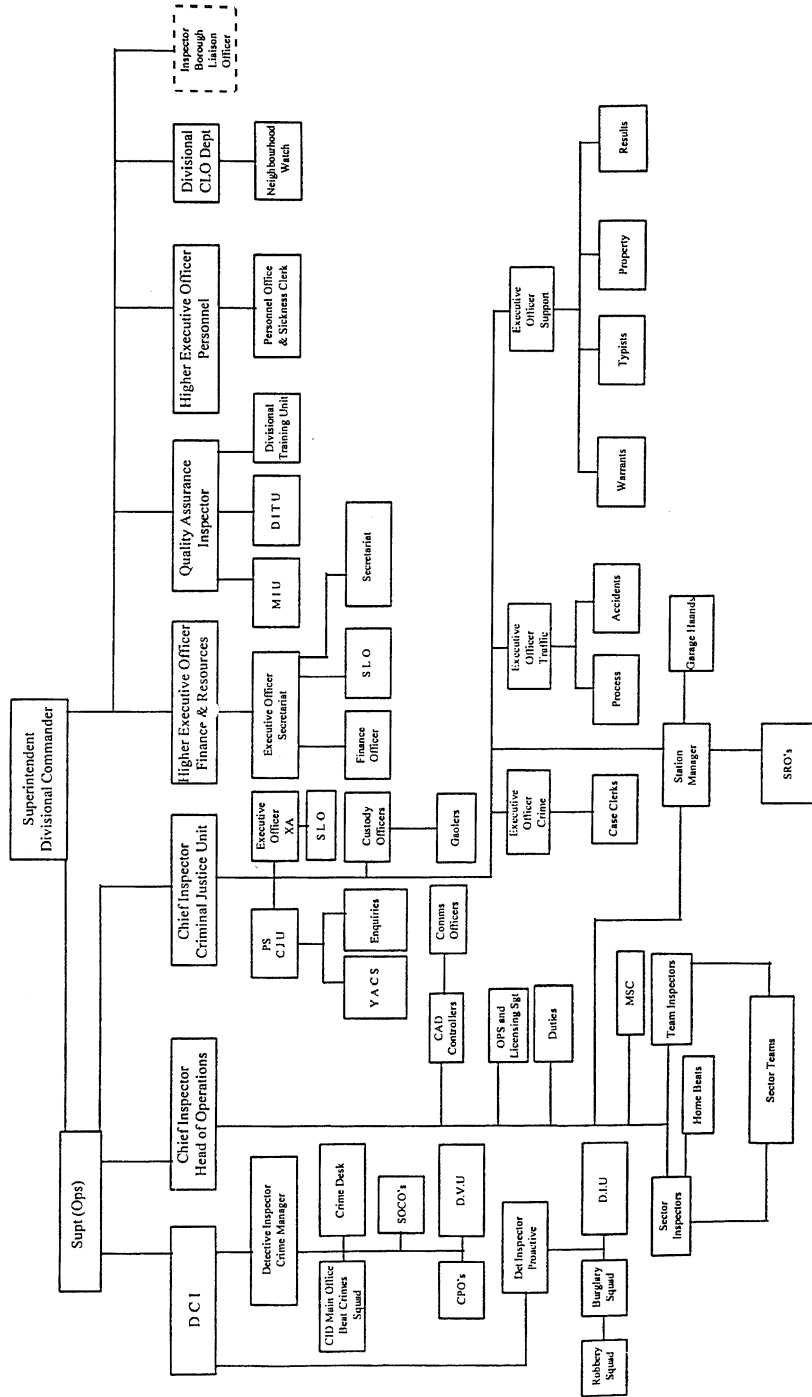 Superintendent
Divisional Commander
Supt (Ops)
D C I
Chief Inspector
Head of Operations
Chief Inspector
Criminal Justice Unit
Higher Executive Officer
Finance & Resources
Quality Assurance
Inspector
Higher Executive Officer
Personnel
Divisional
CLO Dept
Inspector
Borough
Liaison
Officer
Detective Inspector
Crime Manager
CID Main Office
Beat Crimes
Squad
Crime Desk
SOCO's
CPO's
D.V.U
Det Inspector
Proactive
Robbery
Squad
Burglary
Squad
D.I.U
CAD
Controllers
Comms
Officers
OPS and
Licensing Sgt
Duties
MSC
Sector
Inspectors
Home Beats
Team Inspectors
Sector Teams
PS
C J U
Executive
Officer
XA
S L O
Y A C S
Enquiries
Custody
Officers
Gaolers
Executive Officer
Secretariat
Finance
Officer
S L O
Secretariat
M I U
D I T U
Divisional
Training Unit
Personnel Office
& Sickness Clerk
Neighbourhood
Watch
Executive
Officer
Crime
Case Clerks
Executive
Officer
Traffic
Process
Accidents
Executive
Officer
Support
Warrants
Typists
Property
Results
Station
Manager
Garage Haands
SRO's